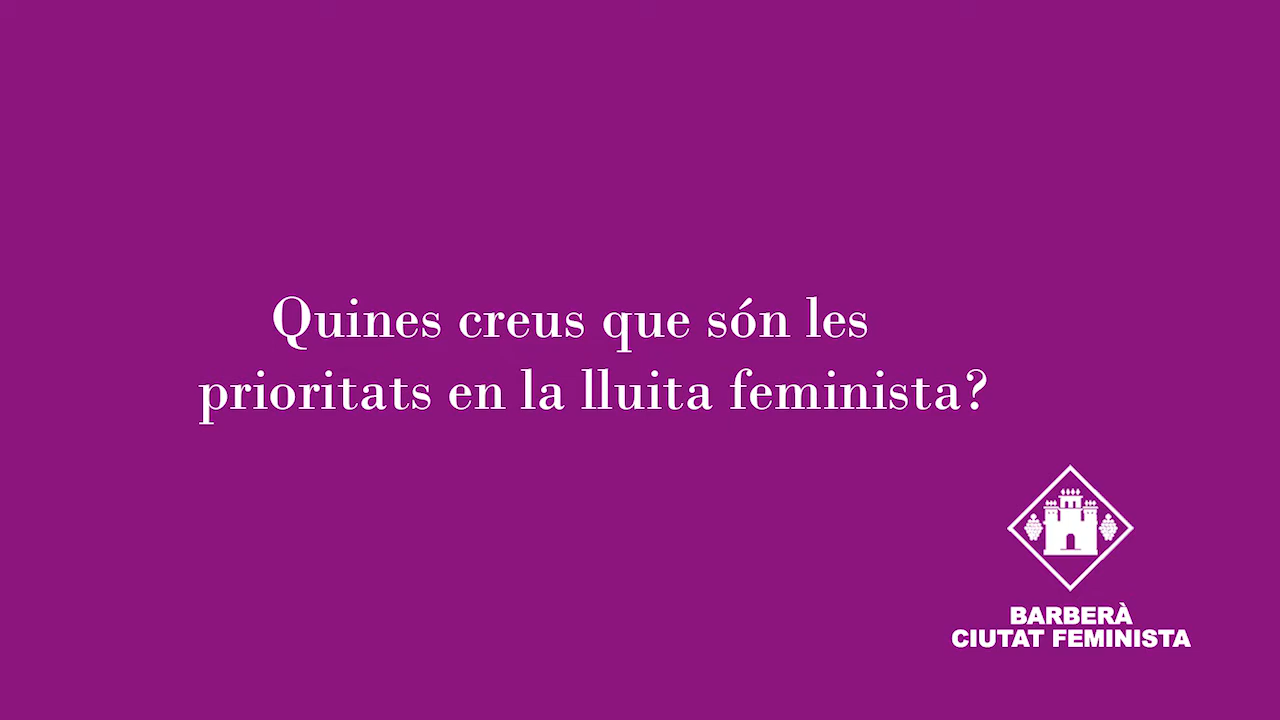 Quines creus que són les
prioritats en la lluita feminista?
BARBERÀ
CIUTAT FEMINISTA